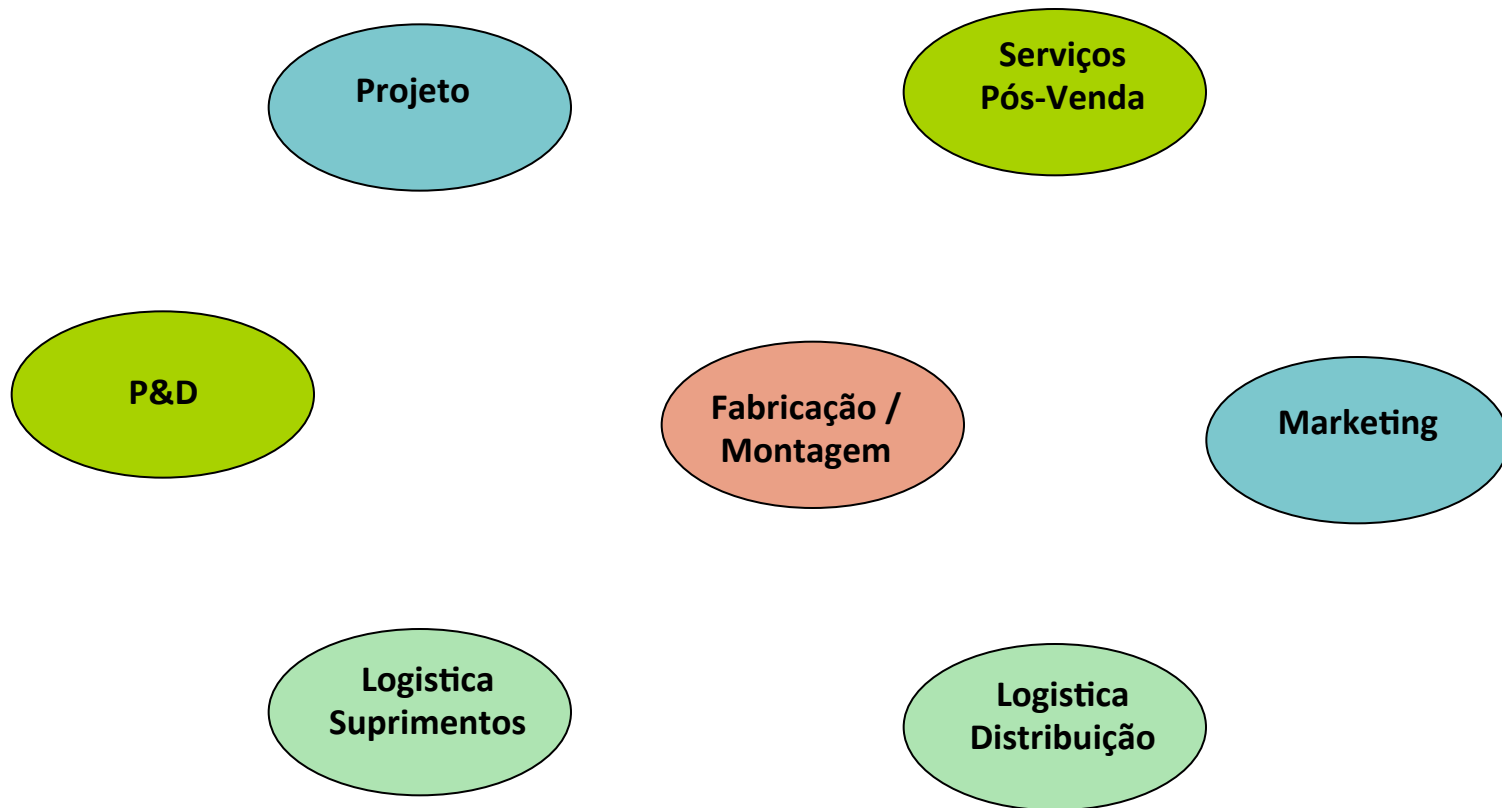 Projeto
Serviços
Pós-Venda
P&D
Fabricação /
Montagem
Marketing
Logistica
Suprimentos
Logistica
Distribuição